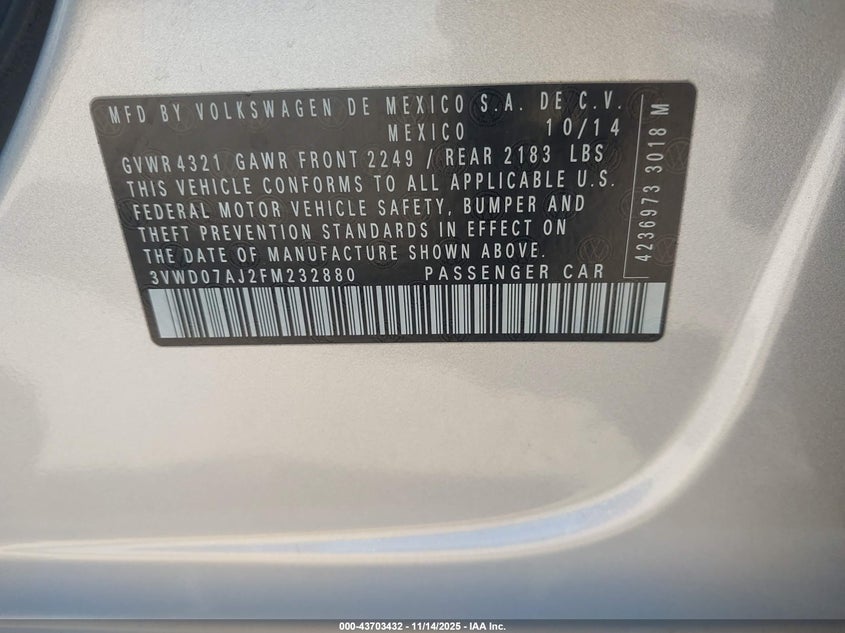 MFD BY VOLKSWAGEN DE MEXICO S.A. DE C.V.
MEXICO 10/14
GVWR 4321 GAWR FRONT 2249 / REAR 2183 LBS
THIS VEHICLE CONFORMS TO ALL APPLICABLE U.S.
FEDERAL MOTOR VEHICLE SAFETY, BUMPER AND
THEFT PREVENTION STANDARDS IN EFFECT ON
THE DATE OF MANUFACTURE SHOWN ABOVE.
3VWD07AJ2FM232880 PASSENGER CAR
4236973 3018 M
000-43703432 - 11/14/2025 - IAA Inc.